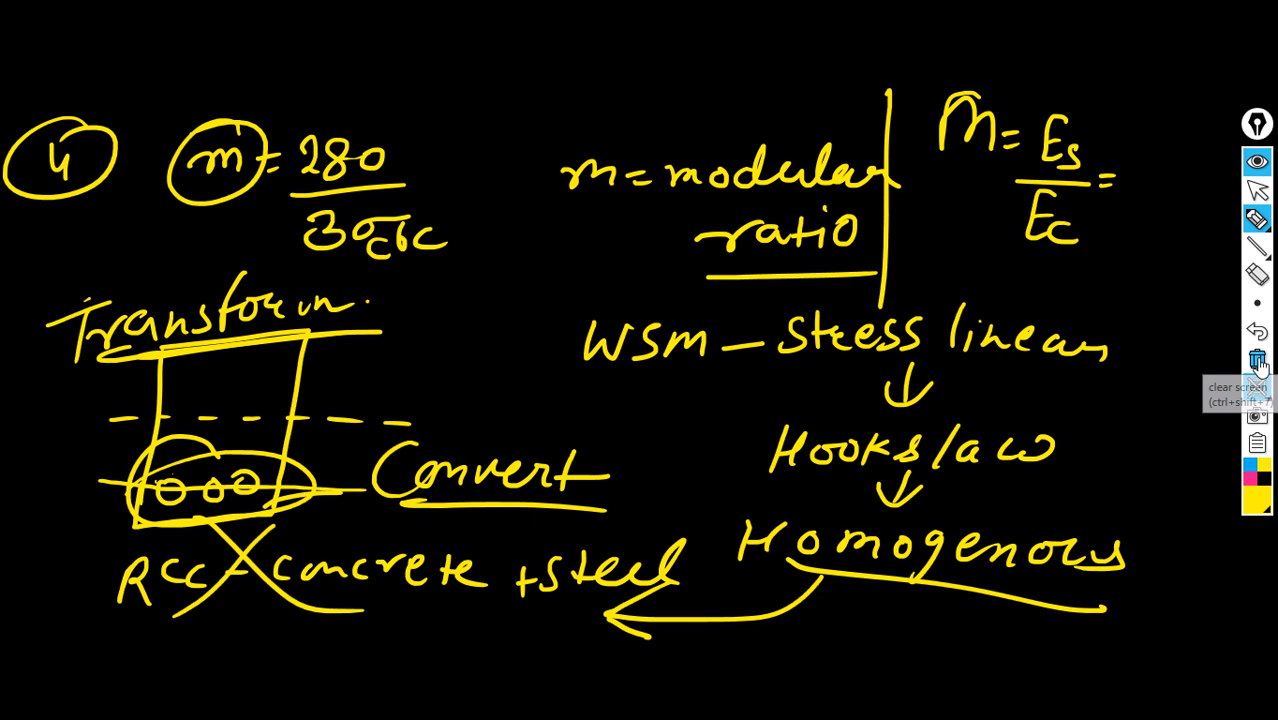 4
m = 280
3σcbc
m = modular
ratio
m = Es
Ec =
Transform.
WSM – Stress linear
Hooks law
Convert
Homogenous
RCC – concrete + steel
clear screen
(ctrl+shift+7)